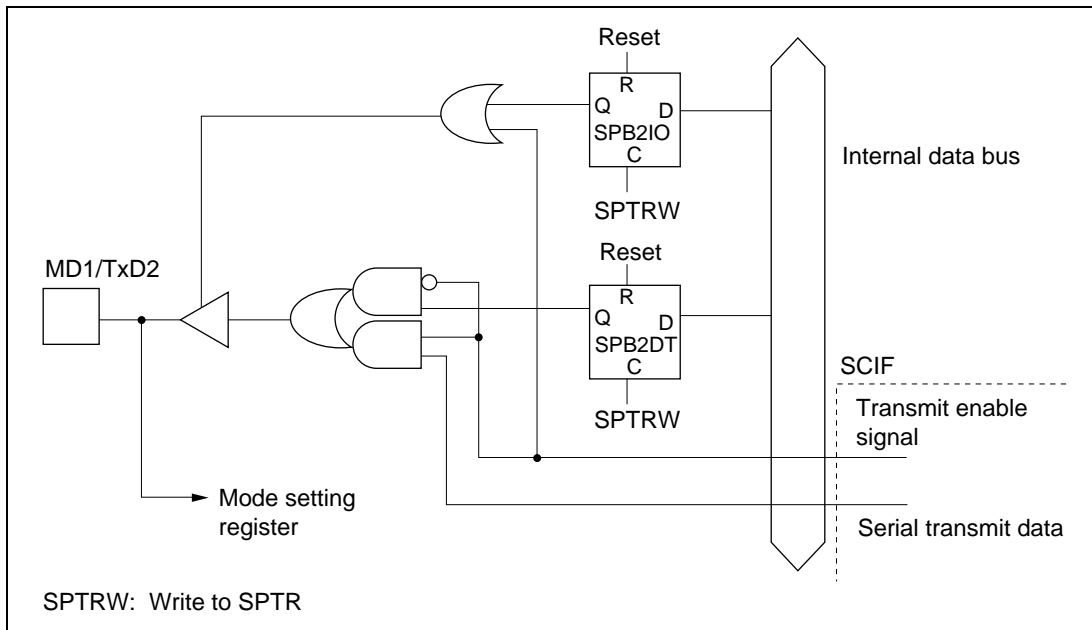 Reset
R
Q
D
SPB2IO
C
SPTRW
Internal data bus
Reset
MD1/TxD2
R
Q
D
SPB2DT
C
SPTRW
SCIF
Transmit enable
signal
Mode setting
register
Serial transmit data
SPTRW: Write to SPTR